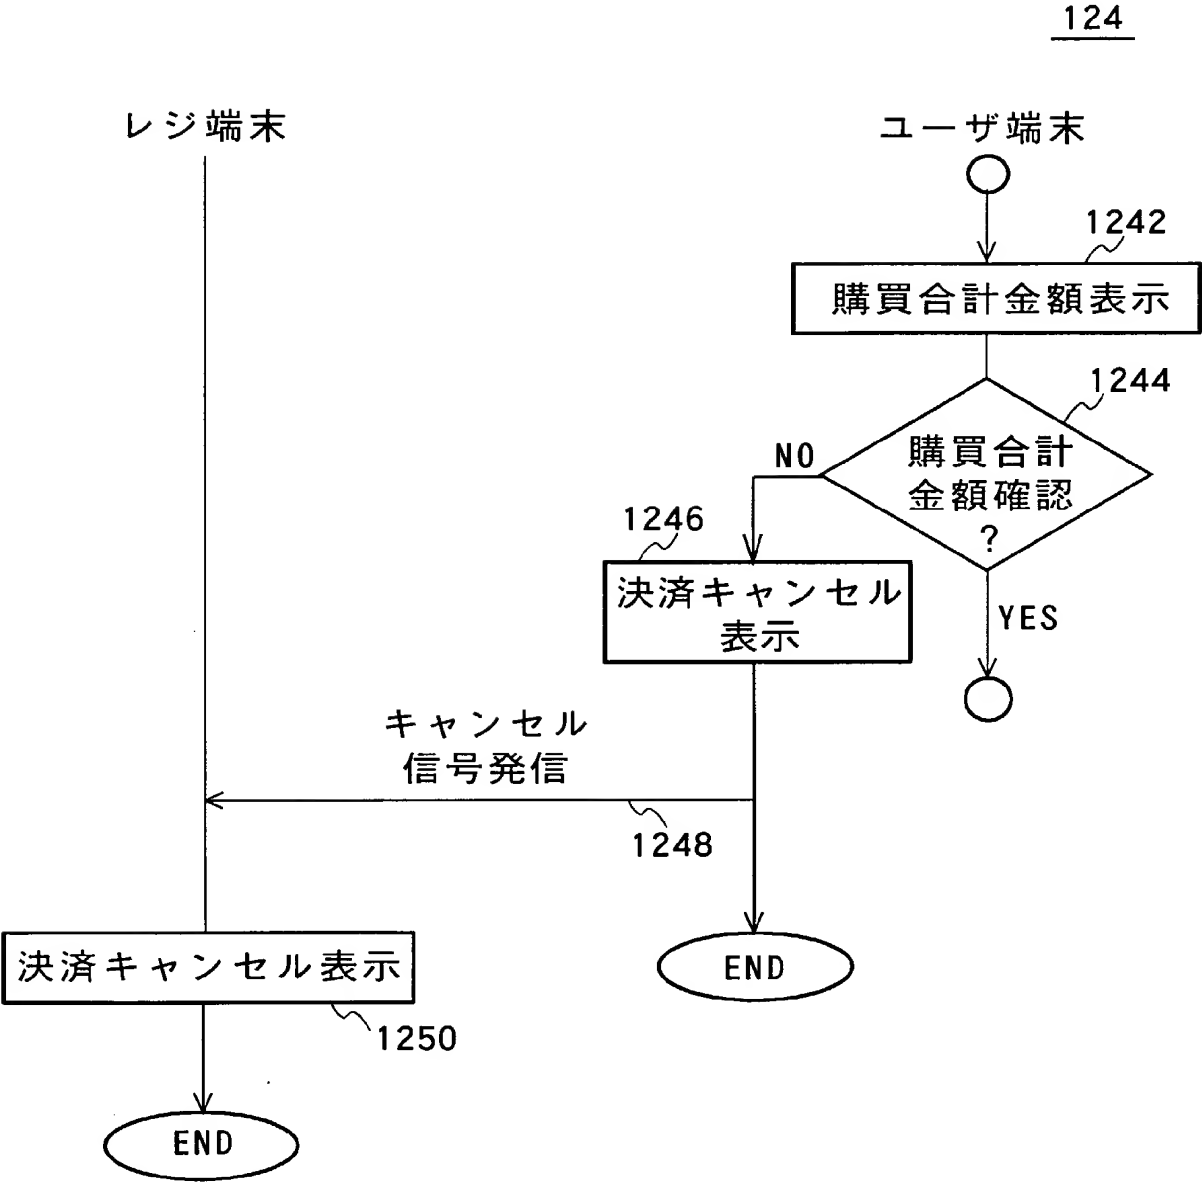 124
レジ端末
ユーザ端末
1242
購買合計金額表示
1244
購買合計
金額確認
?
NO
YES
1246
決済キャンセル
表示
キャンセル
信号発信
1248
END
決済キャンセル表示
1250
END